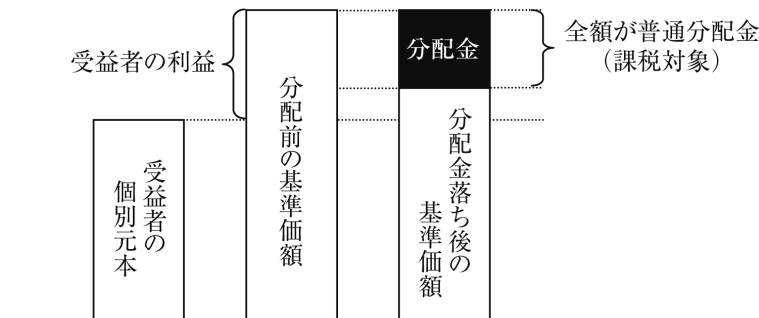 受益者の利益
分配金
全額が普通分配金
（課税対象）
受益者の
個別元本
分配前の基準価額
分配金落ち後の
基準価額